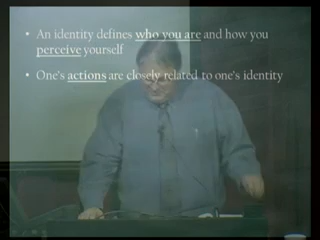 • An identity defines who you are and how you
perceive yourself
• One's actions are closely related to one's identity